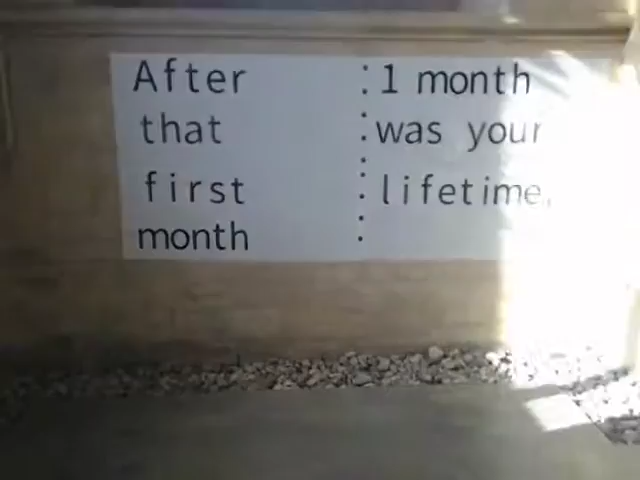 After : 1 month
that : was your
first : lifetime.
month :